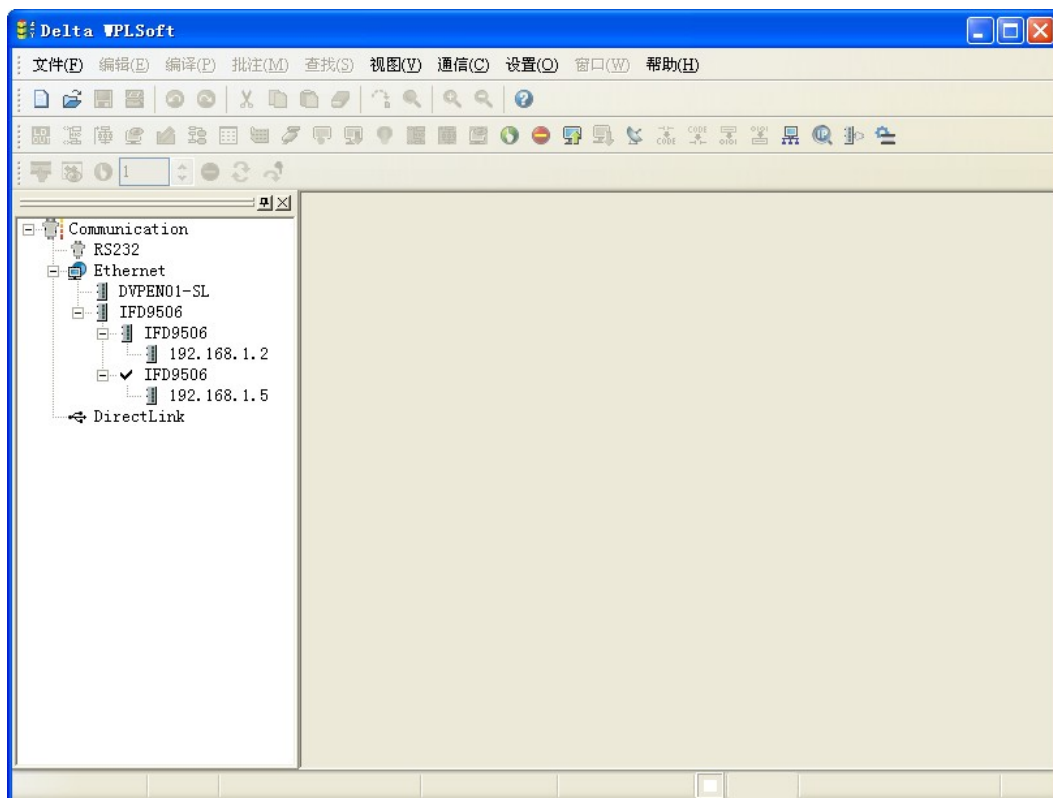 Delta WPLSoft
文件(F) 编辑(E) 编译(P) 批注(M) 查找(S) 视图(V) 通信(C) 设置(O) 窗口(W) 帮助(H)
1
Communication
RS232
Ethernet
DVPEN01-SL
IFD9506
IFD9506
192.168.1.2
IFD9506
192.168.1.5
DirectLink